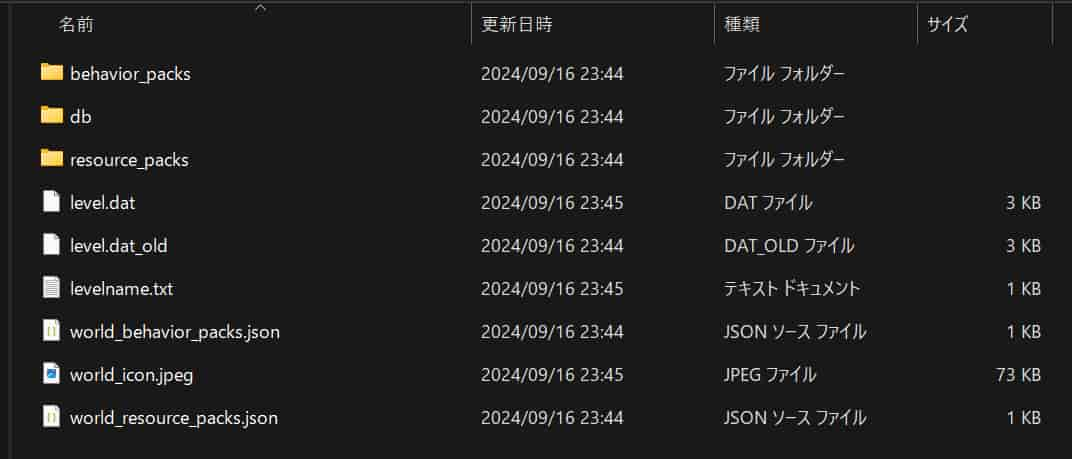 名前 更新日時 種類 サイズ
behavior_packs 2024/09/16 23:44 ファイル フォルダー
db 2024/09/16 23:44 ファイル フォルダー
resource_packs 2024/09/16 23:44 ファイル フォルダー
level.dat 2024/09/16 23:45 DAT ファイル 3 KB
level.dat_old 2024/09/16 23:44 DAT_OLD ファイル 3 KB
levelname.txt 2024/09/16 23:45 テキスト ドキュメント 1 KB
world_behavior_packs.json 2024/09/16 23:44 JSON ソース ファイル 1 KB
world_icon.jpeg 2024/09/16 23:45 JPEG ファイル 73 KB
world_resource_packs.json 2024/09/16 23:44 JSON ソース ファイル 1 KB